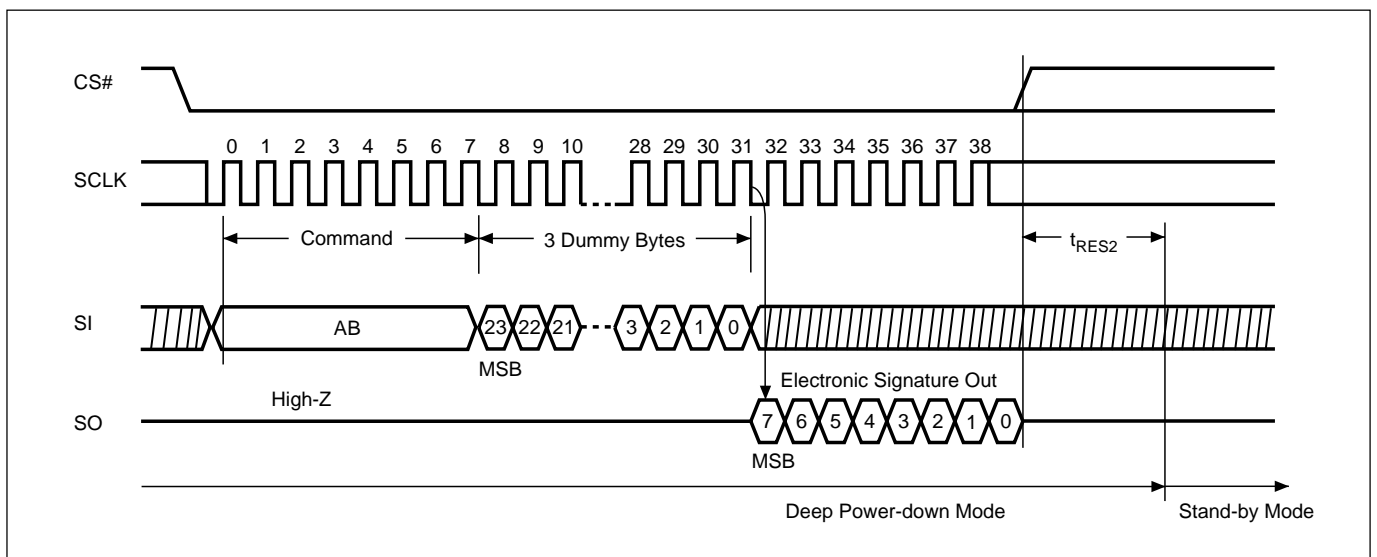 CS#
0 1 2 3 4 5 6 7 8 9 10 28 29 30 31 32 33 34 35 36 37 38
SCLK
Command 3 Dummy Bytes tRES2
SI AB 23 22 21 3 2 1 0
MSB
Electronic Signature Out
High-Z
SO 7 6 5 4 3 2 1 0
MSB
Deep Power-down Mode Stand-by Mode